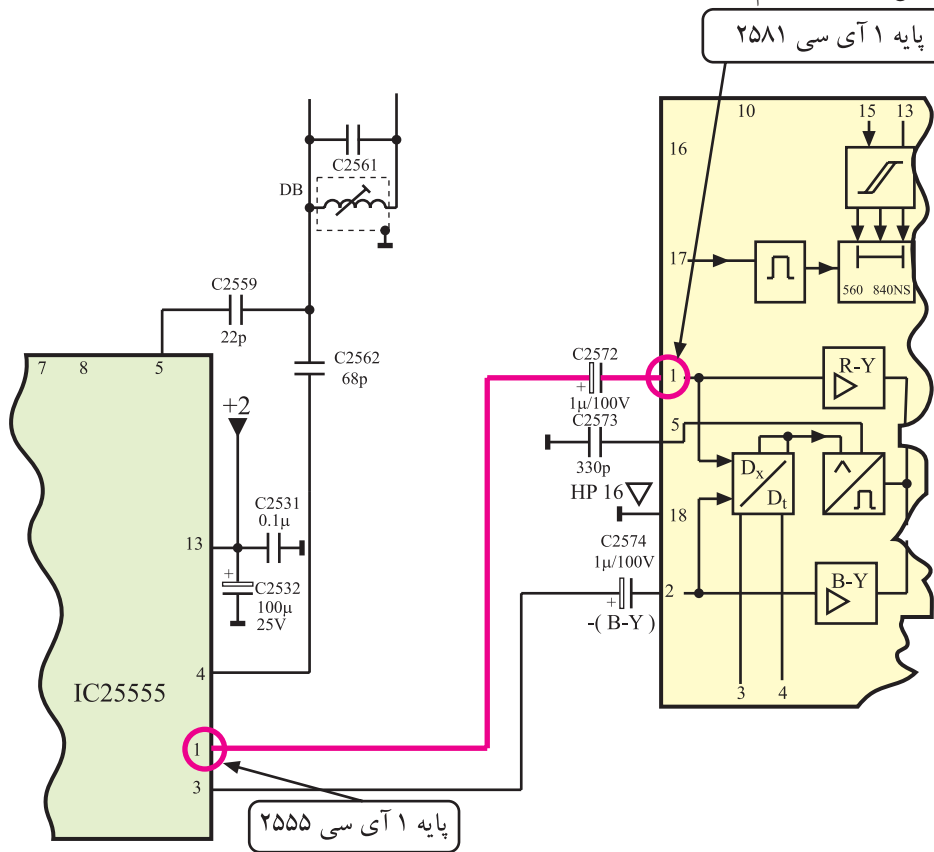 پایه ۱ آی سی ۲۵۸۱
10
15
13
16
C2561
DB
17
560
840NS
C2559
22p
C2562
68p
7
8
5
C2572
+
1µ/100V
1
R-Y
+2
C2573
330p
5
Dx
Dt
HP 16
18
C2531
0.1µ
13
+
C2532
100µ
25V
C2574
1µ/100V
+
2
B-Y
-( B-Y )
4
3
4
IC25555
1
3
پایه ۱ آی سی ۲۵۵۵